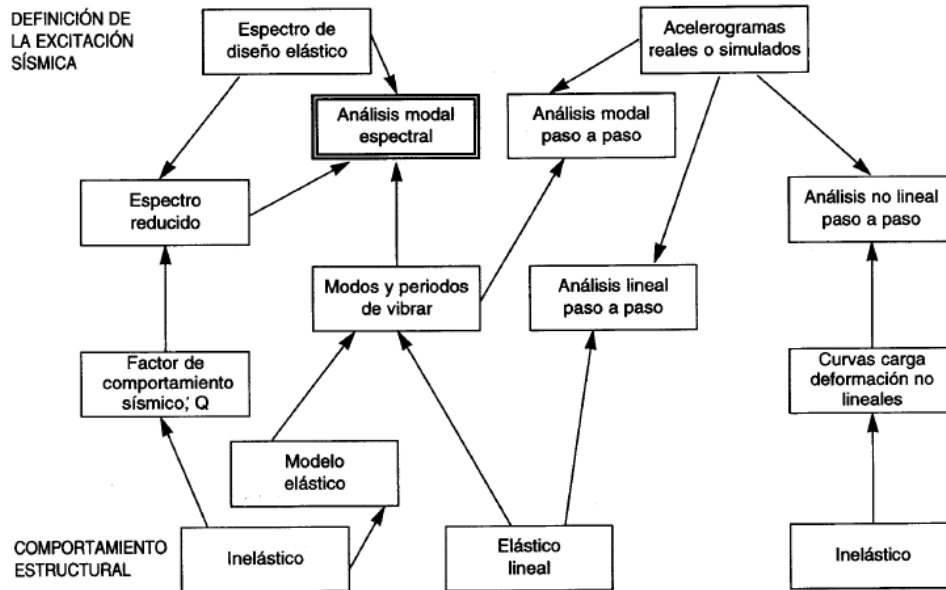 DEFINICIÓN DE
LA EXCITACIÓN
SÍSMICA
Espectro de
diseño elástico
Acelerogramas
reales o simulados
Análisis modal
espectral
Análisis modal
paso a paso
Espectro
reducido
Análisis no lineal
paso a paso
Modos y periodos
de vibrar
Análisis lineal
paso a paso
Factor de
comportamiento
sísmico, Q
Curvas carga
deformación no
lineales
Modelo
elástico
COMPORTAMIENTO
ESTRUCTURAL
Inelástico
Elástico
lineal
Inelástico